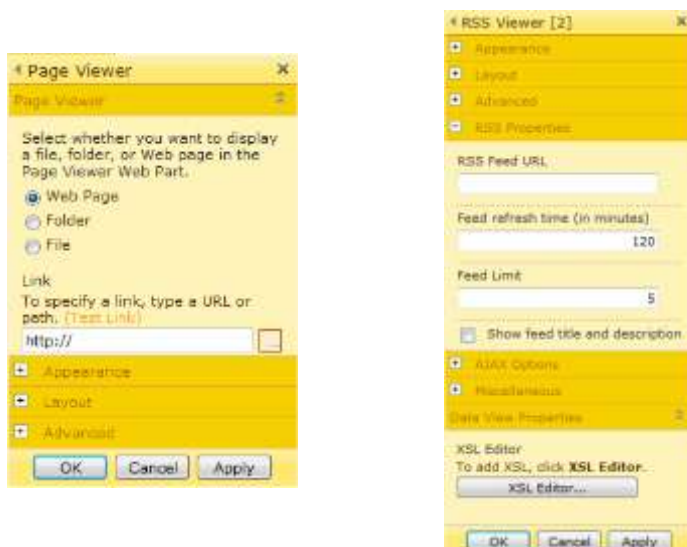 Page Viewer
Page Viewer
Select whether you want to display
a file, folder, or Web page in the
Page Viewer Web Part.
Web Page
Folder
File
Link
To specify a link, type a URL or
path. (Test Link)
http://
...
Appearance
Layout
Advanced
OK Cancel Apply
RSS Viewer [2]
Appearance
Layout
Advanced
RSS Properties
RSS Feed URL
Feed refresh time (in minutes)
120
Feed Limit
5
Show feed title and description
AJAX Options
Miscellaneous
Data View Properties
XSL Editor
To add XSL, click XSL Editor.
XSL Editor...
OK Cancel Apply